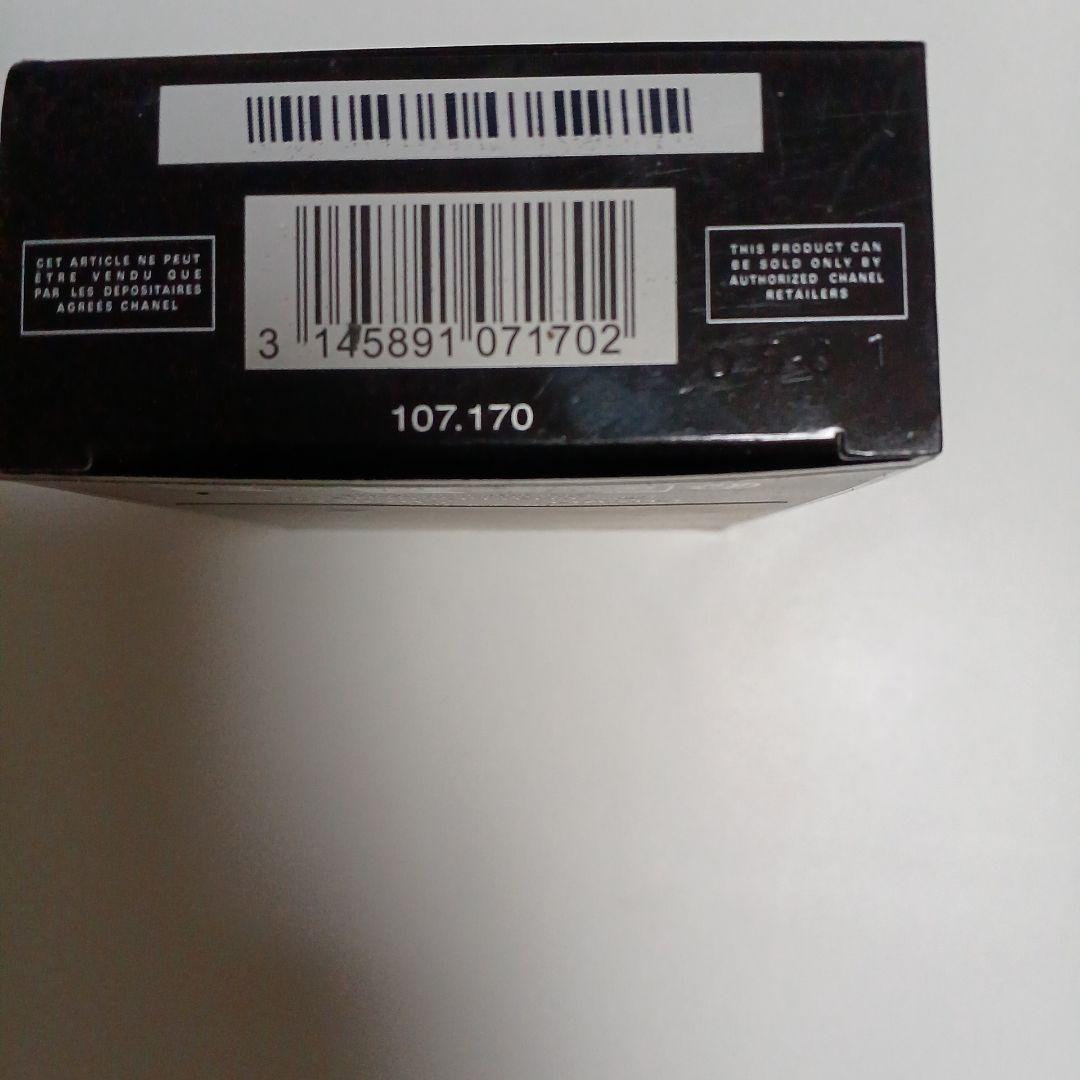 CET ARTICLE NE PEUT
ÊTRE VENDU QUE
PAR LES DÉPOSITAIRES
AGRÉÉS CHANEL
3 145891 071702
THIS PRODUCT CAN
BE SOLD ONLY BY
AUTHORIZED CHANEL
RETAILERS
107.170